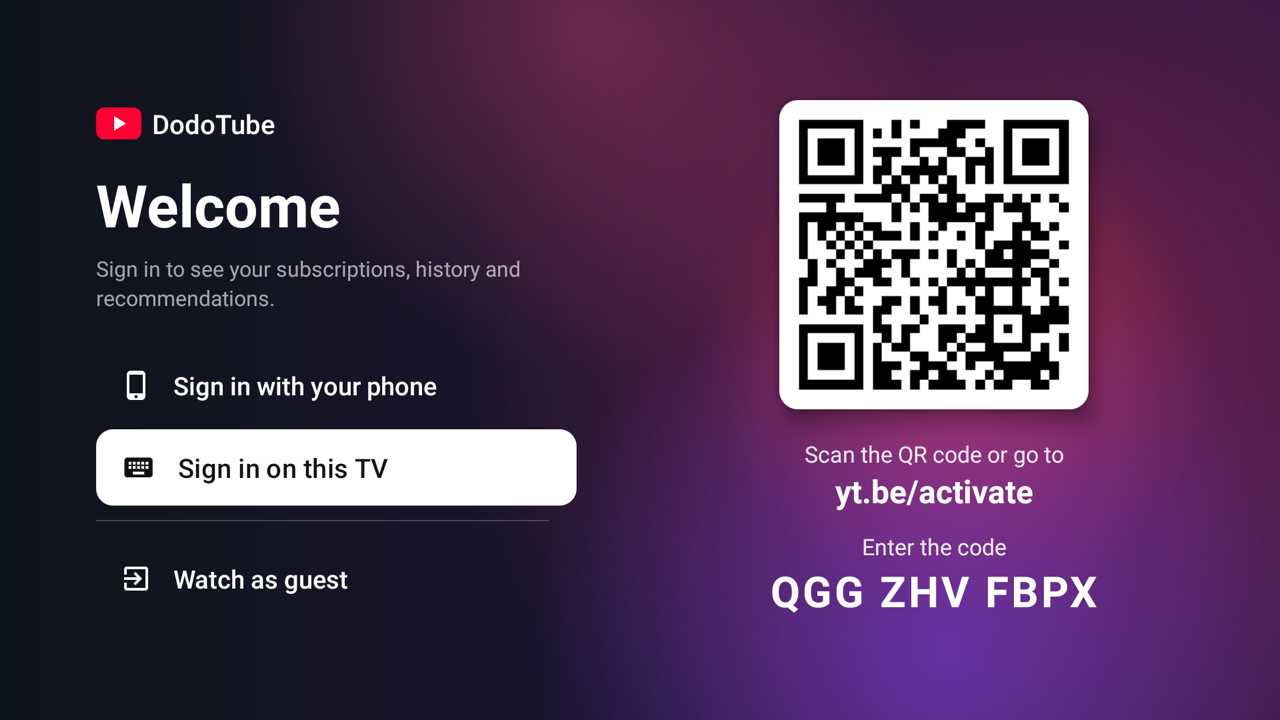 DodoTube
Welcome
Sign in to see your subscriptions, history and
recommendations.
Sign in with your phone
Sign in on this TV
Watch as guest
Scan the QR code or go to
yt.be/activate
Enter the code
QGG ZHV FBPX